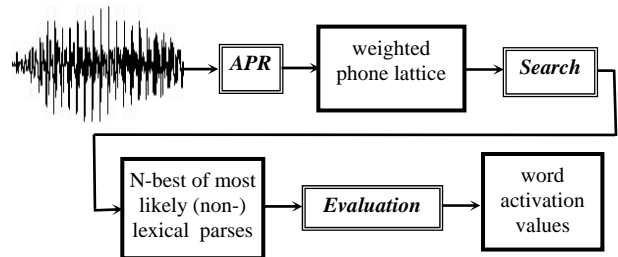 APR
weighted
phone lattice
Search
N-best of most
likely (non-)
lexical parses
Evaluation
word
activation
values